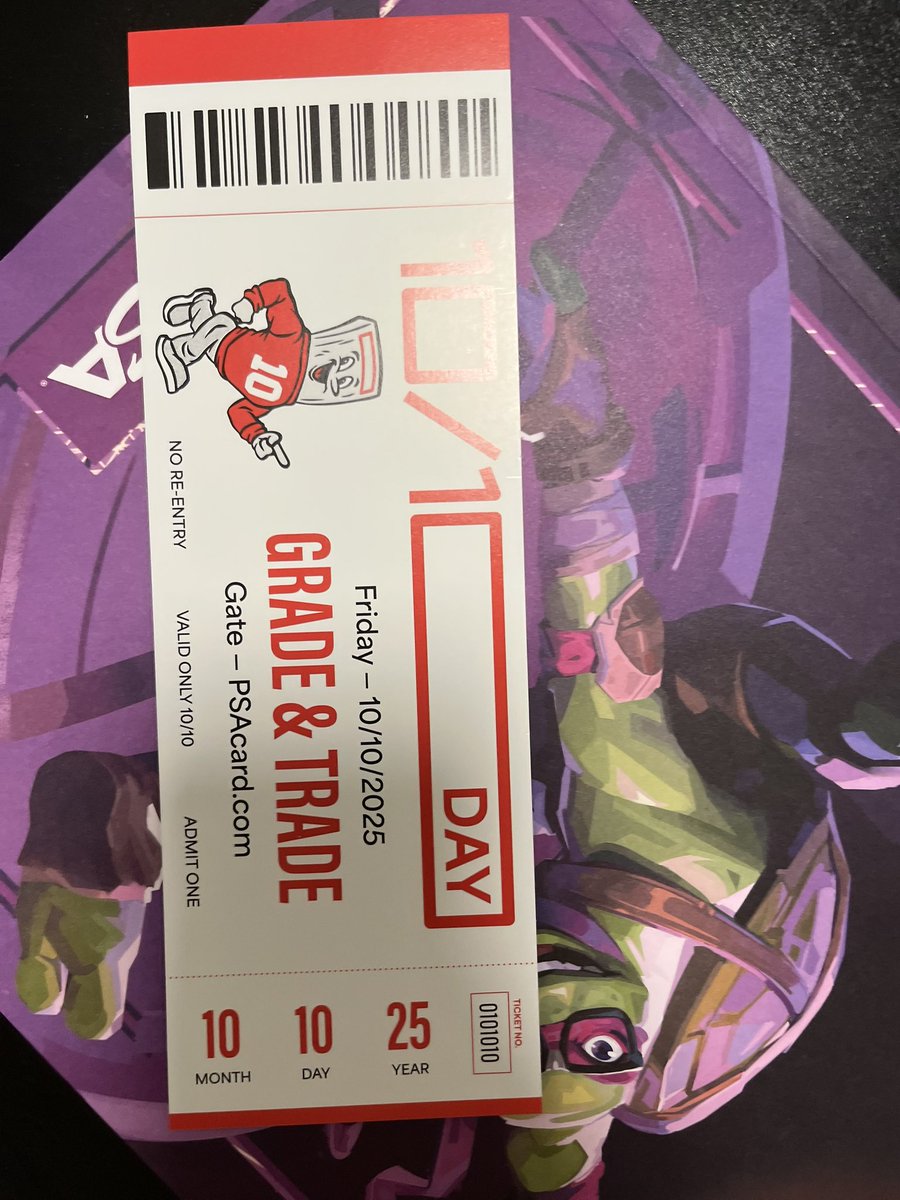 10/10
DAY
Friday – 10/10/2025
GRADE & TRADE
Gate – PSAcard.com
10
NO RE-ENTRY VALID ONLY 10/10 ADMIT ONE
TICKET NO.
0101010
25
YEAR
10
DAY
10
MONTH
PSA